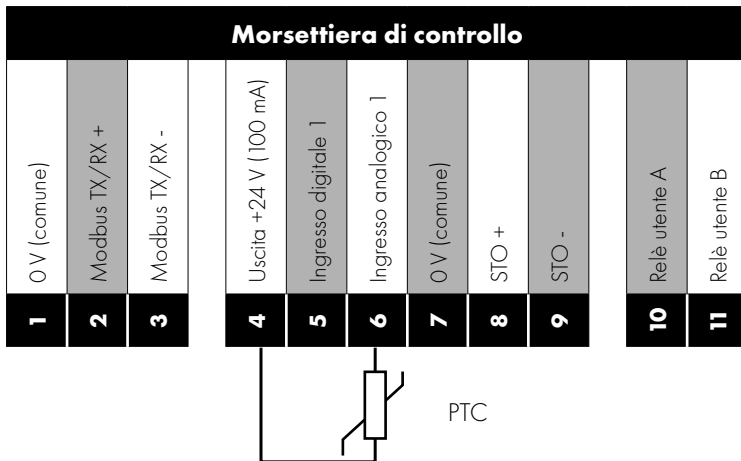 Morsettiera di controllo
0 V (comune)
Modbus TX/RX +
Modbus TX/RX -
Uscita +24 V (100 mA)
Ingresso digitale 1
Ingresso analogico 1
0 V (comune)
STO +
STO -
Relè utente A
Relè utente B
1
2
3
4
5
6
7
8
9
10
11
PTC